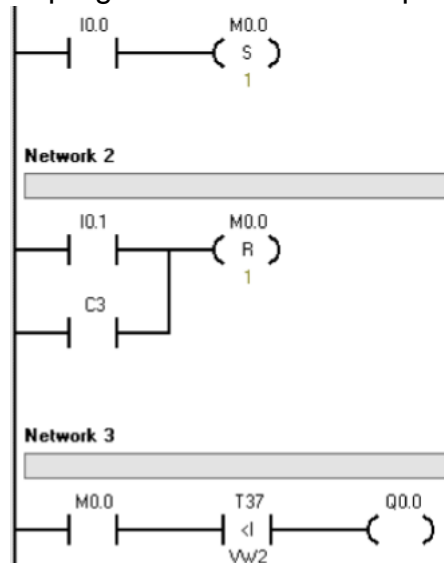 I0.0 M0.0
S
1
Network 2
I0.1 M0.0
R
1
C3
Network 3
M0.0 T37 Q0.0
<I
VW2